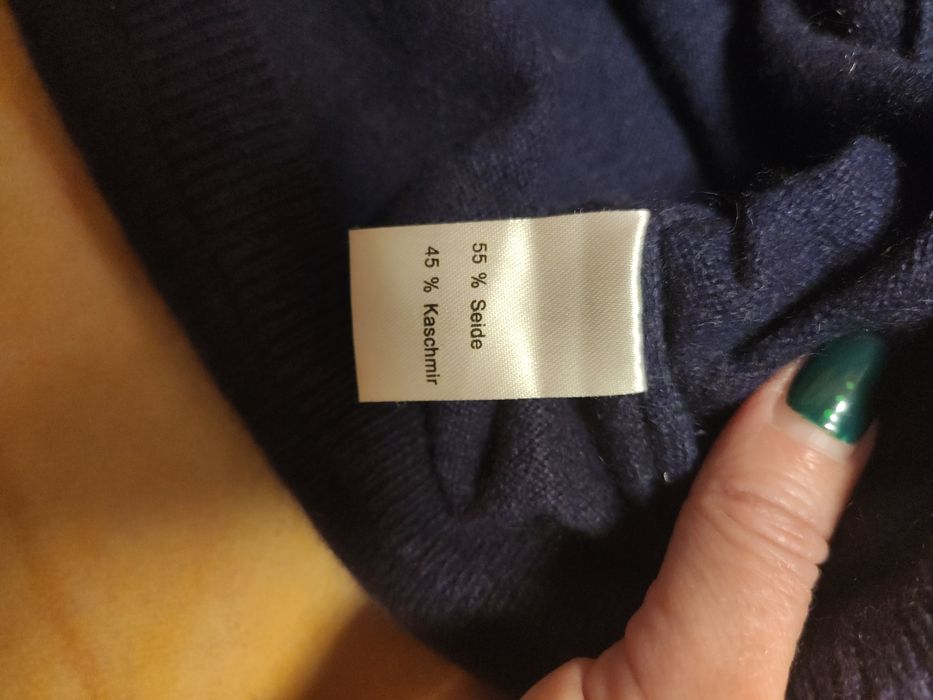 55 % Seide
45 % Kaschmir